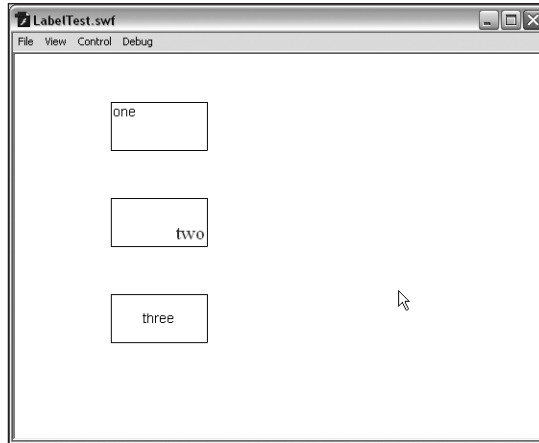 LabelTest.swf
File View Control Debug
one
two
three